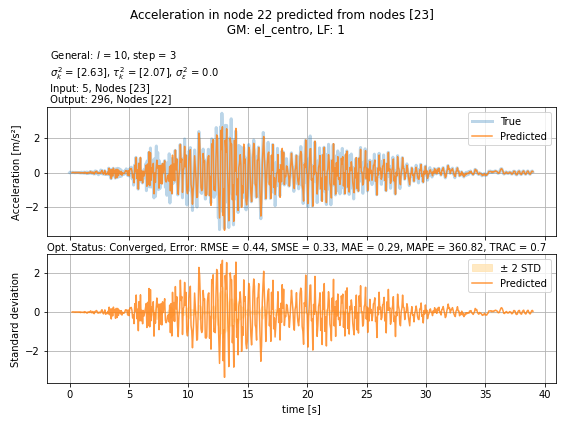 Acceleration in node 22 predicted from nodes [23]
GM: el_centro, LF: 1
General: l = 10, step = 3
σ²ₖ = [2.63], τ²ₖ = [2.07], σ²ε = 0.0
Input: 5, Nodes [23]
Output: 296, Nodes [22]
True
Predicted
Acceleration [m/s²]
2
0
−2
Opt. Status: Converged, Error: RMSE = 0.44, SMSE = 0.33, MAE = 0.29, MAPE = 360.82, TRAC = 0.7
± 2 STD
Predicted
Standard deviation
2
0
−2
0 5 10 15 20 25 30 35 40
time [s]